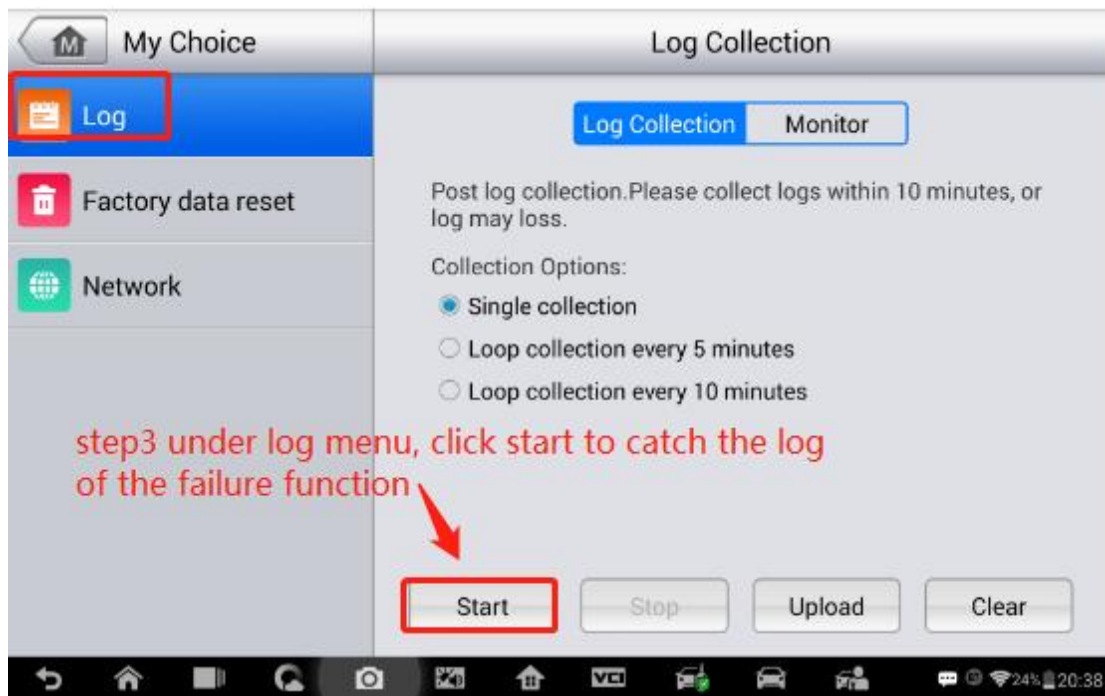 M My Choice
Log Collection
Log
Factory data reset
Network
Log Collection Monitor
Post log collection.Please collect logs within 10 minutes, or
log may loss.
Collection Options:
Single collection
Loop collection every 5 minutes
Loop collection every 10 minutes
step3 under log menu, click start to catch the log
of the failure function
Start Stop Upload Clear
VCI 24% 20:38